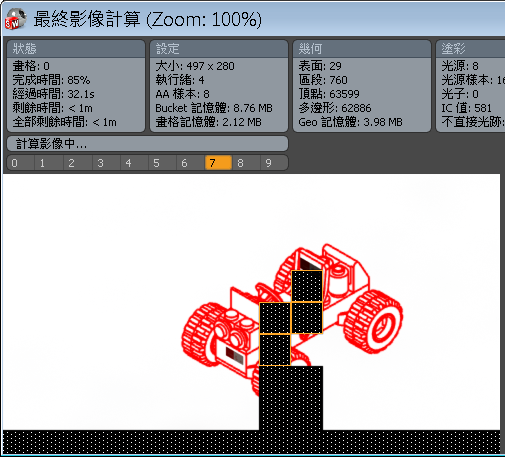 最終影像計算 (Zoom: 100%)
狀態
畫格: 0
完成時間: 85%
經過時間: 32.1s
剩餘時間: < 1m
全部剩餘時間: < 1m
設定
大小: 497 x 280
執行緒: 4
AA 樣本: 8
Bucket 記憶體: 8.76 MB
畫格記憶體: 2.12 MB
幾何
表面: 29
區段: 760
頂點: 63599
多邊形: 62886
Geo 記憶體: 3.98 MB
塗彩
光源: 8
光源樣本: 16
光子: 0
IC 值: 581
不直接光跡:
計算影像中...
0 1 2 3 4 5 6 7 8 9